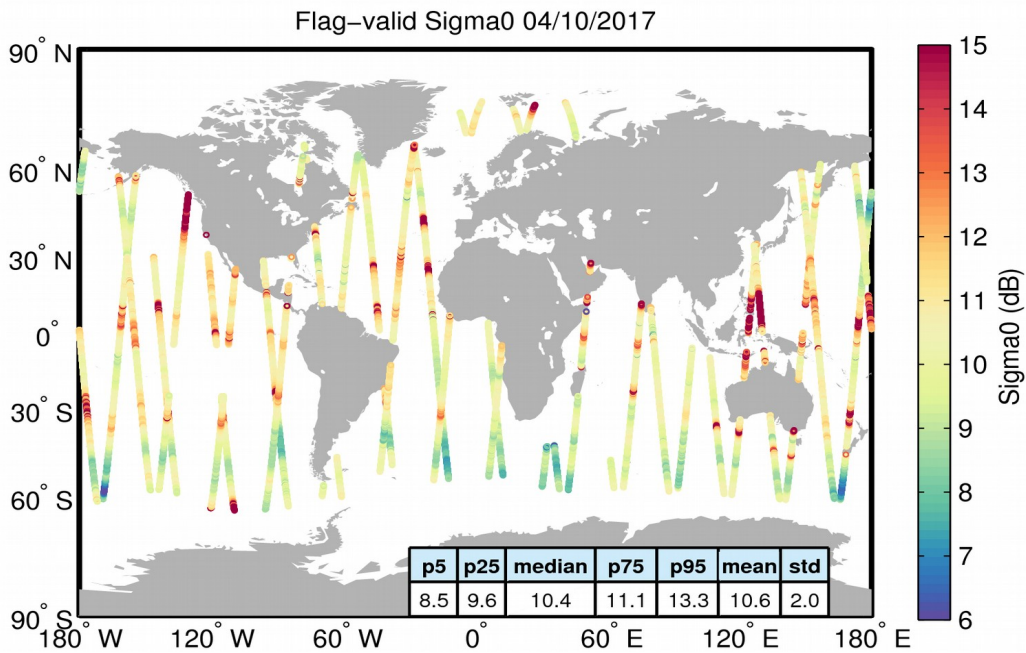 Flag−valid Sigma0 04/10/2017
90° N
60° N
30° N
0°
30° S
60° S
90° S
180° W
120° W
60° W
0°
60° E
120° E
180° E
p5 p25 median p75 p95 mean std
8.5 9.6 10.4 11.1 13.3 10.6 2.0
15
14
13
12
11
10
9
8
7
6
Sigma0 (dB)